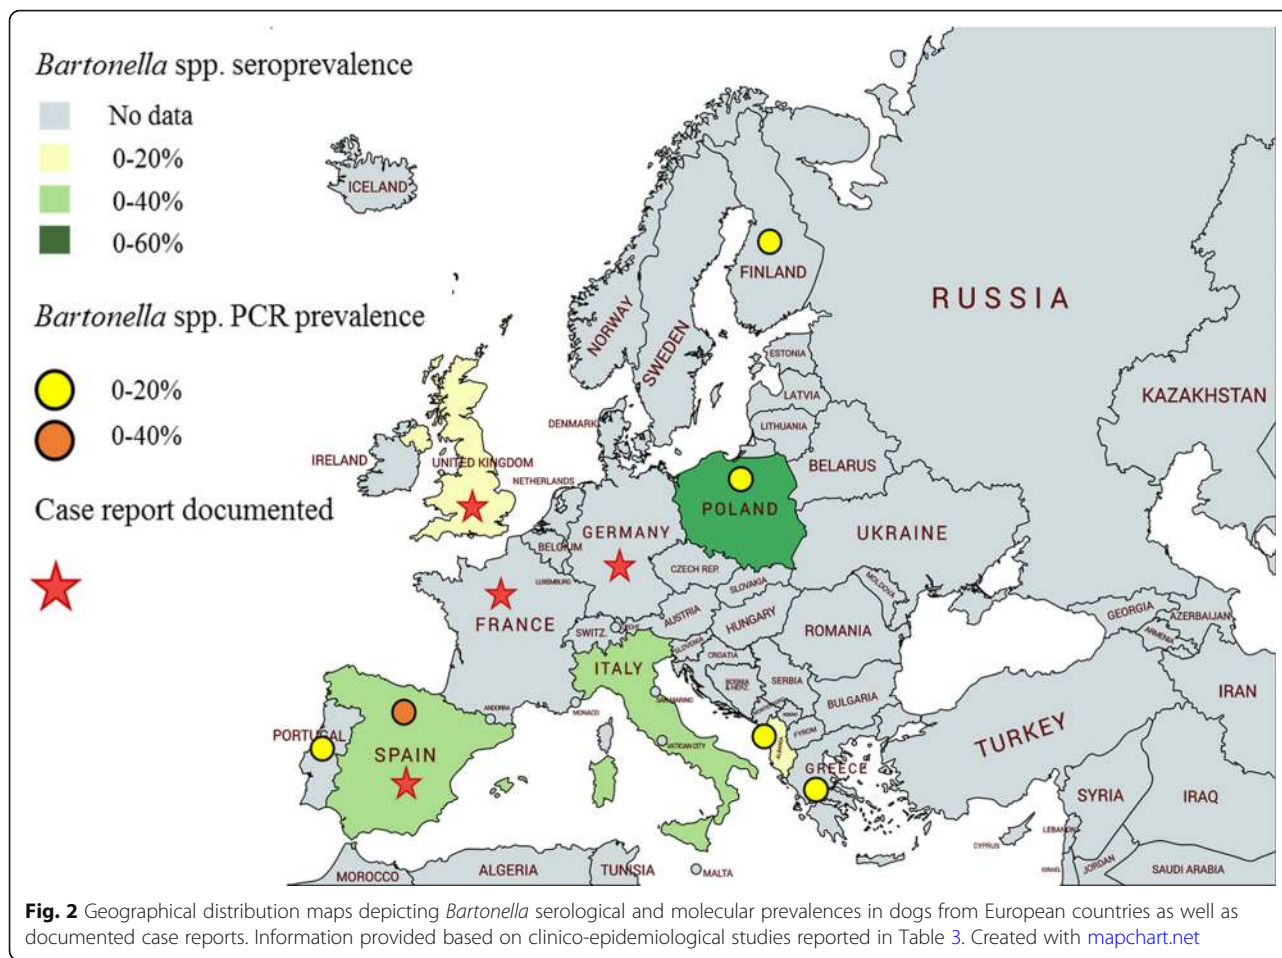 Bartonella spp. seroprevalence
No data
0-20%
0-40%
0-60%
Bartonella spp. PCR prevalence
0-20%
0-40%
Case report documented
ICELAND
NORWAY
SWEDEN
FINLAND
RUSSIA
ESTONIA
LATVIA
LITHUANIA
DENMARK
KAZAKHSTAN
IRELAND
UNITED KINGDOM
NETHERLANDS
BELARUS
POLAND
GERMANY
UKRAINE
BELGIUM
LUXEMBURG
CZECH REP.
SLOVAKIA
MOLDOVA
FRANCE
SWITZ.
AUSTRIA
HUNGARY
ROMANIA
GEORGIA
AZERBAIJAN
ARMENIA
ITALY
SLOVENIA
CROATIA
BOSNIA
& HERZ.
SERBIA
SAN MARINO
MONTENEGRO
BULGARIA
IRAN
ANDORRA
MONACO
PORTUGAL
SPAIN
VATICAN CITY
ALBANIA
FYROM
GREECE
TURKEY
SYRIA
IRAQ
CYPRUS
LEBANON
ISRAEL
JORDAN
SAUDI ARABIA
MOROCCO
ALGERIA
TUNISIA
MALTA
Fig. 2 Geographical distribution maps depicting Bartonella serological and molecular prevalences in dogs from European countries as well as
documented case reports. Information provided based on clinico-epidemiological studies reported in Table 3. Created with mapchart.net